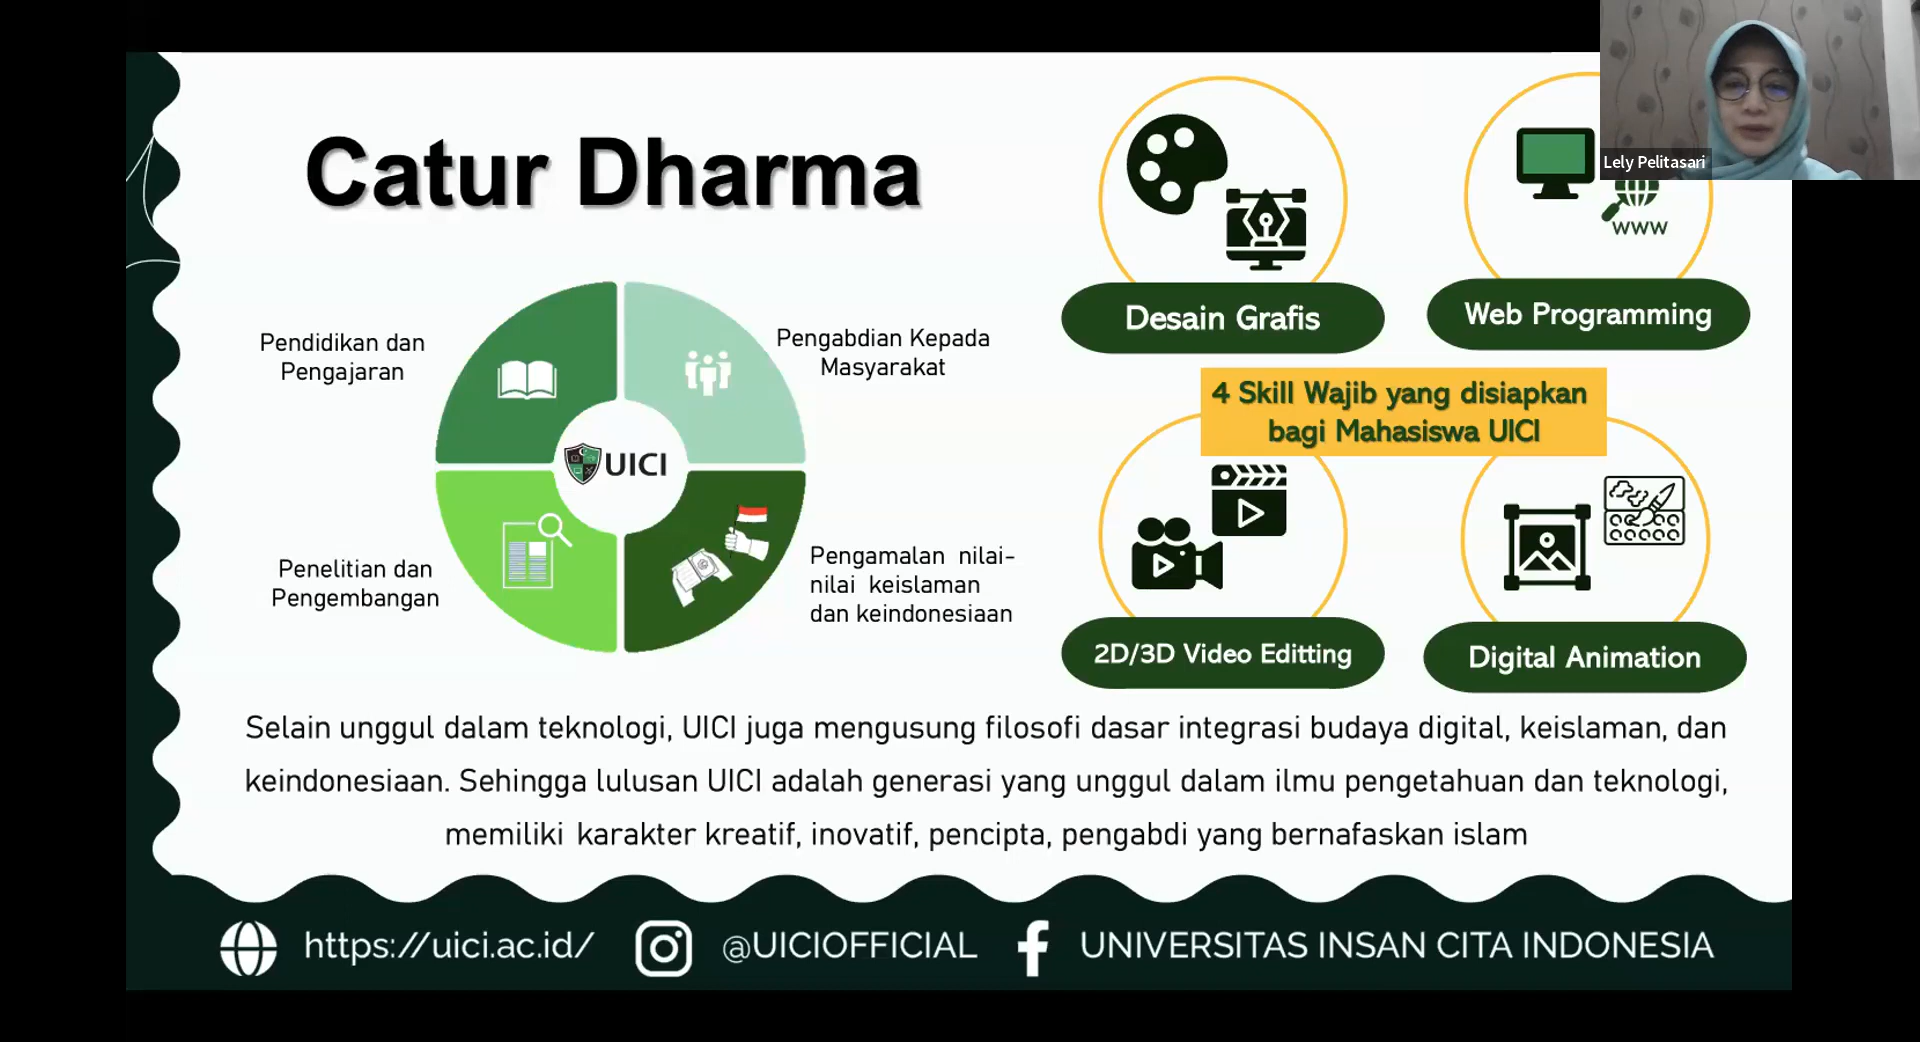 Catur Dharma
Pendidikan dan
Pengajaran
Pengabdian Kepada
Masyarakat
UICI
Penelitian dan
Pengembangan
Pengamalan nilai-
nilai keislaman
dan keindonesiaan
Lely Pelitasari
www
Desain Grafis
Web Programming
4 Skill Wajib yang disiapkan
bagi Mahasiswa UICI
2D/3D Video Editting
Digital Animation
Selain unggul dalam teknologi, UICI juga mengusung filosofi dasar integrasi budaya digital, keislaman, dan
keindonesiaan. Sehingga lulusan UICI adalah generasi yang unggul dalam ilmu pengetahuan dan teknologi,
memiliki karakter kreatif, inovatif, pencipta, pengabdi yang bernafaskan islam
https://uici.ac.id/
@UICIOFFICIAL
UNIVERSITAS INSAN CITA INDONESIA